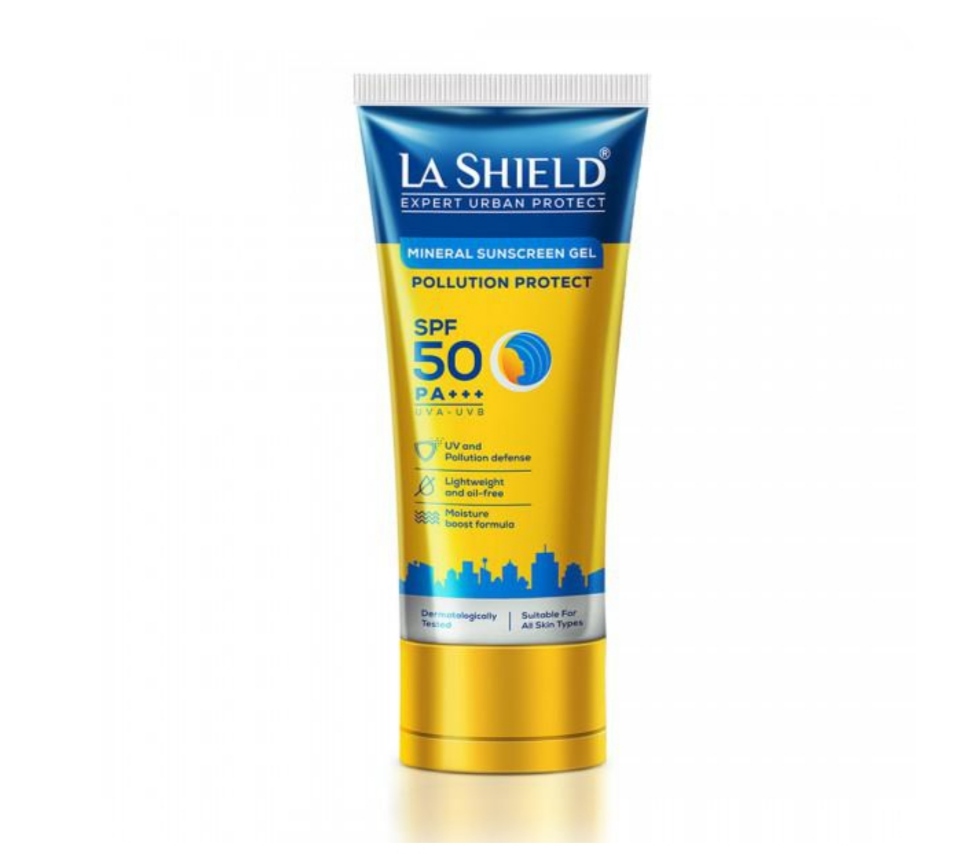 LA SHIELD®
EXPERT URBAN PROTECT
MINERAL SUNSCREEN GEL
POLLUTION PROTECT
SPF
50
PA+++
UVA-UVB
UV and
Pollution defense
Lightweight
and oil-free
Moisture
boost formula
Dermatologically
Tested
Suitable For
All Skin Types